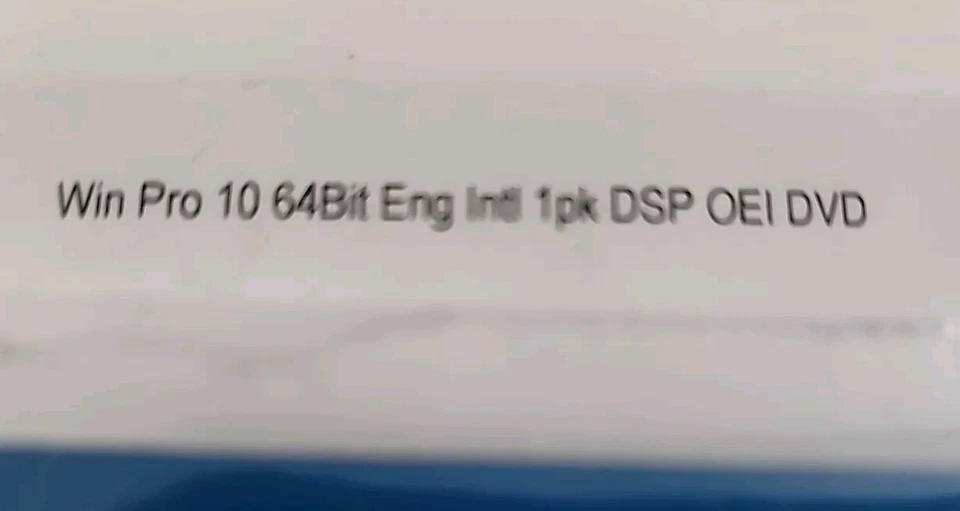 Win Pro 10 64Bit Eng Intl 1pk DSP OEI DVD